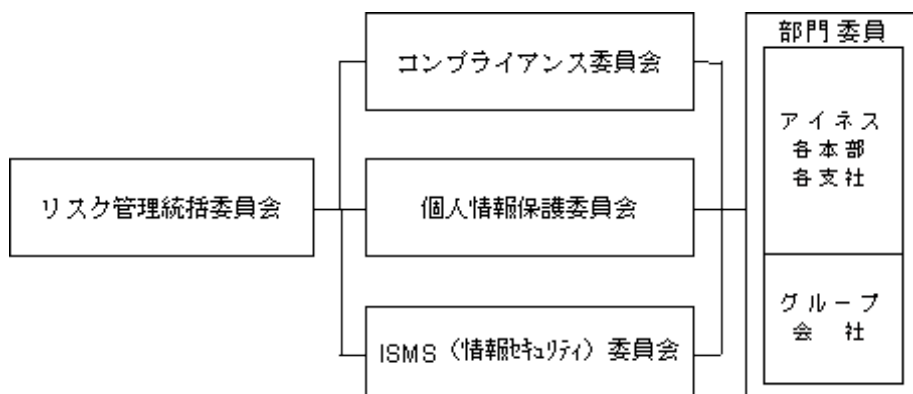 リスク管理統括委員会
コンプライアンス委員会
個人情報保護委員会
ISMS（情報ｾｷｭﾘﾃｨ）委員会
部門委員
アイネス
各本部
各支社
グループ
会　社